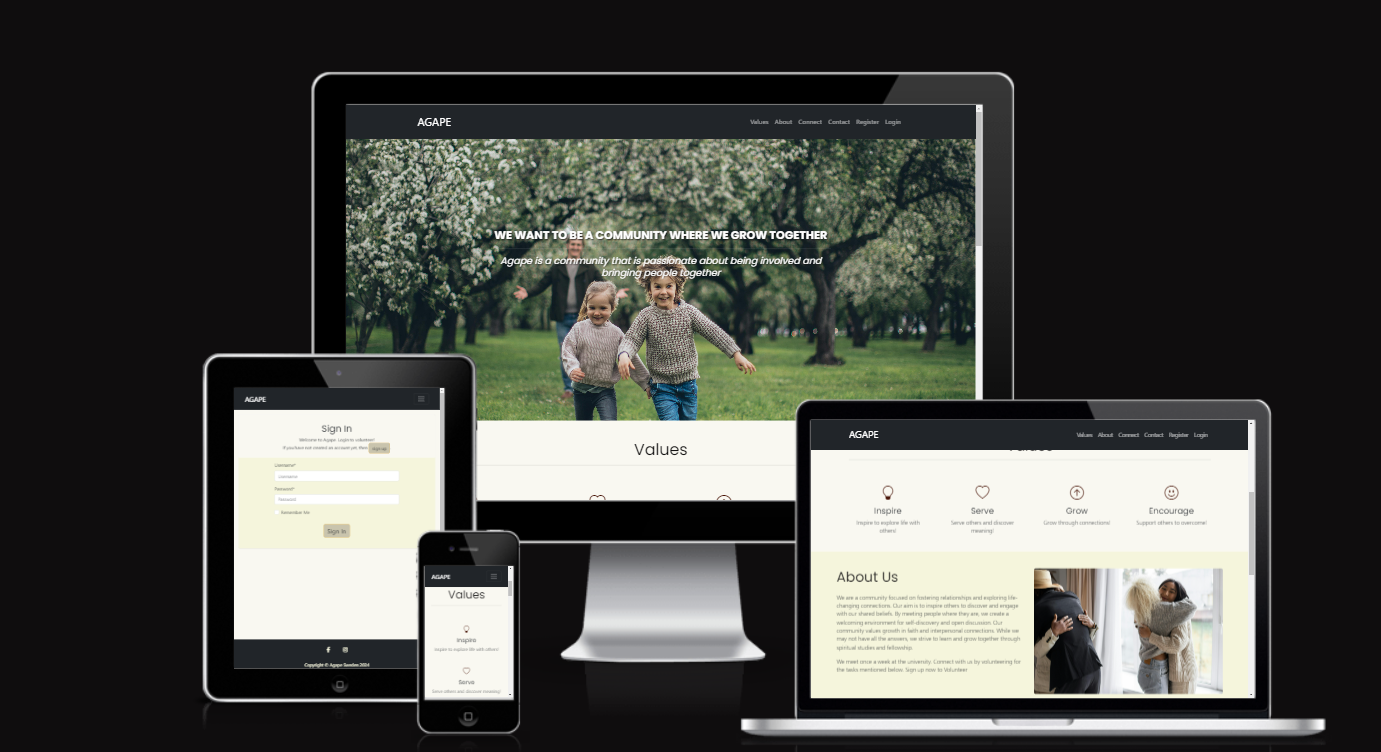 AGAPE
Values About Connect Contact Register Login
WE WANT TO BE A COMMUNITY WHERE WE GROW TOGETHER
Agape is a community that is passionate about being involved and
bringing people together
Values
AGAPE
Sign In
Welcome to Agape. Login to volunteer!
If you have not created an account yet, then sign up
Username*
Username
Password*
Password
Remember Me
Sign In
Copyright © Agape Sweden 2024
AGAPE
Values
Inspire
Inspire to explore life with others!
Serve
Serve others and discover meaning!
AGAPE
Values About Connect Contact Register Login
Values
Inspire Serve Grow Encourage
Inspire to explore life with Serve others and discover Grow through connections! Support others to overcome!
others! meaning!
About Us
We are a community focused on fostering relationships and exploring life-
changing connections. Our aim is to inspire others to discover and engage
with our shared beliefs. By meeting people where they are, we create a
welcoming environment for self-discovery and open discussion. Our
community values growth in faith and interpersonal connections. While we
may not have all the answers, we strive to learn and grow together through
spiritual studies and fellowship.
We meet once a week at the university. Connect with us by volunteering for
the tasks mentioned below. Sign up now to Volunteer